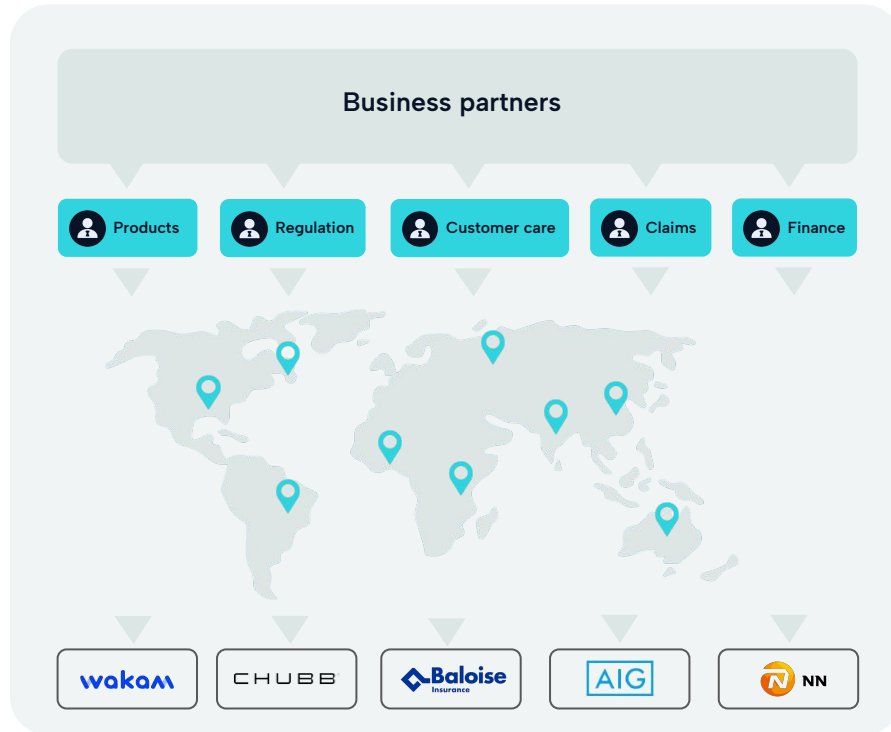 Business partners
Products
Regulation
Customer care
Claims
Finance
wakam
CHUBB
Baloise
Insurance
AIG
NN